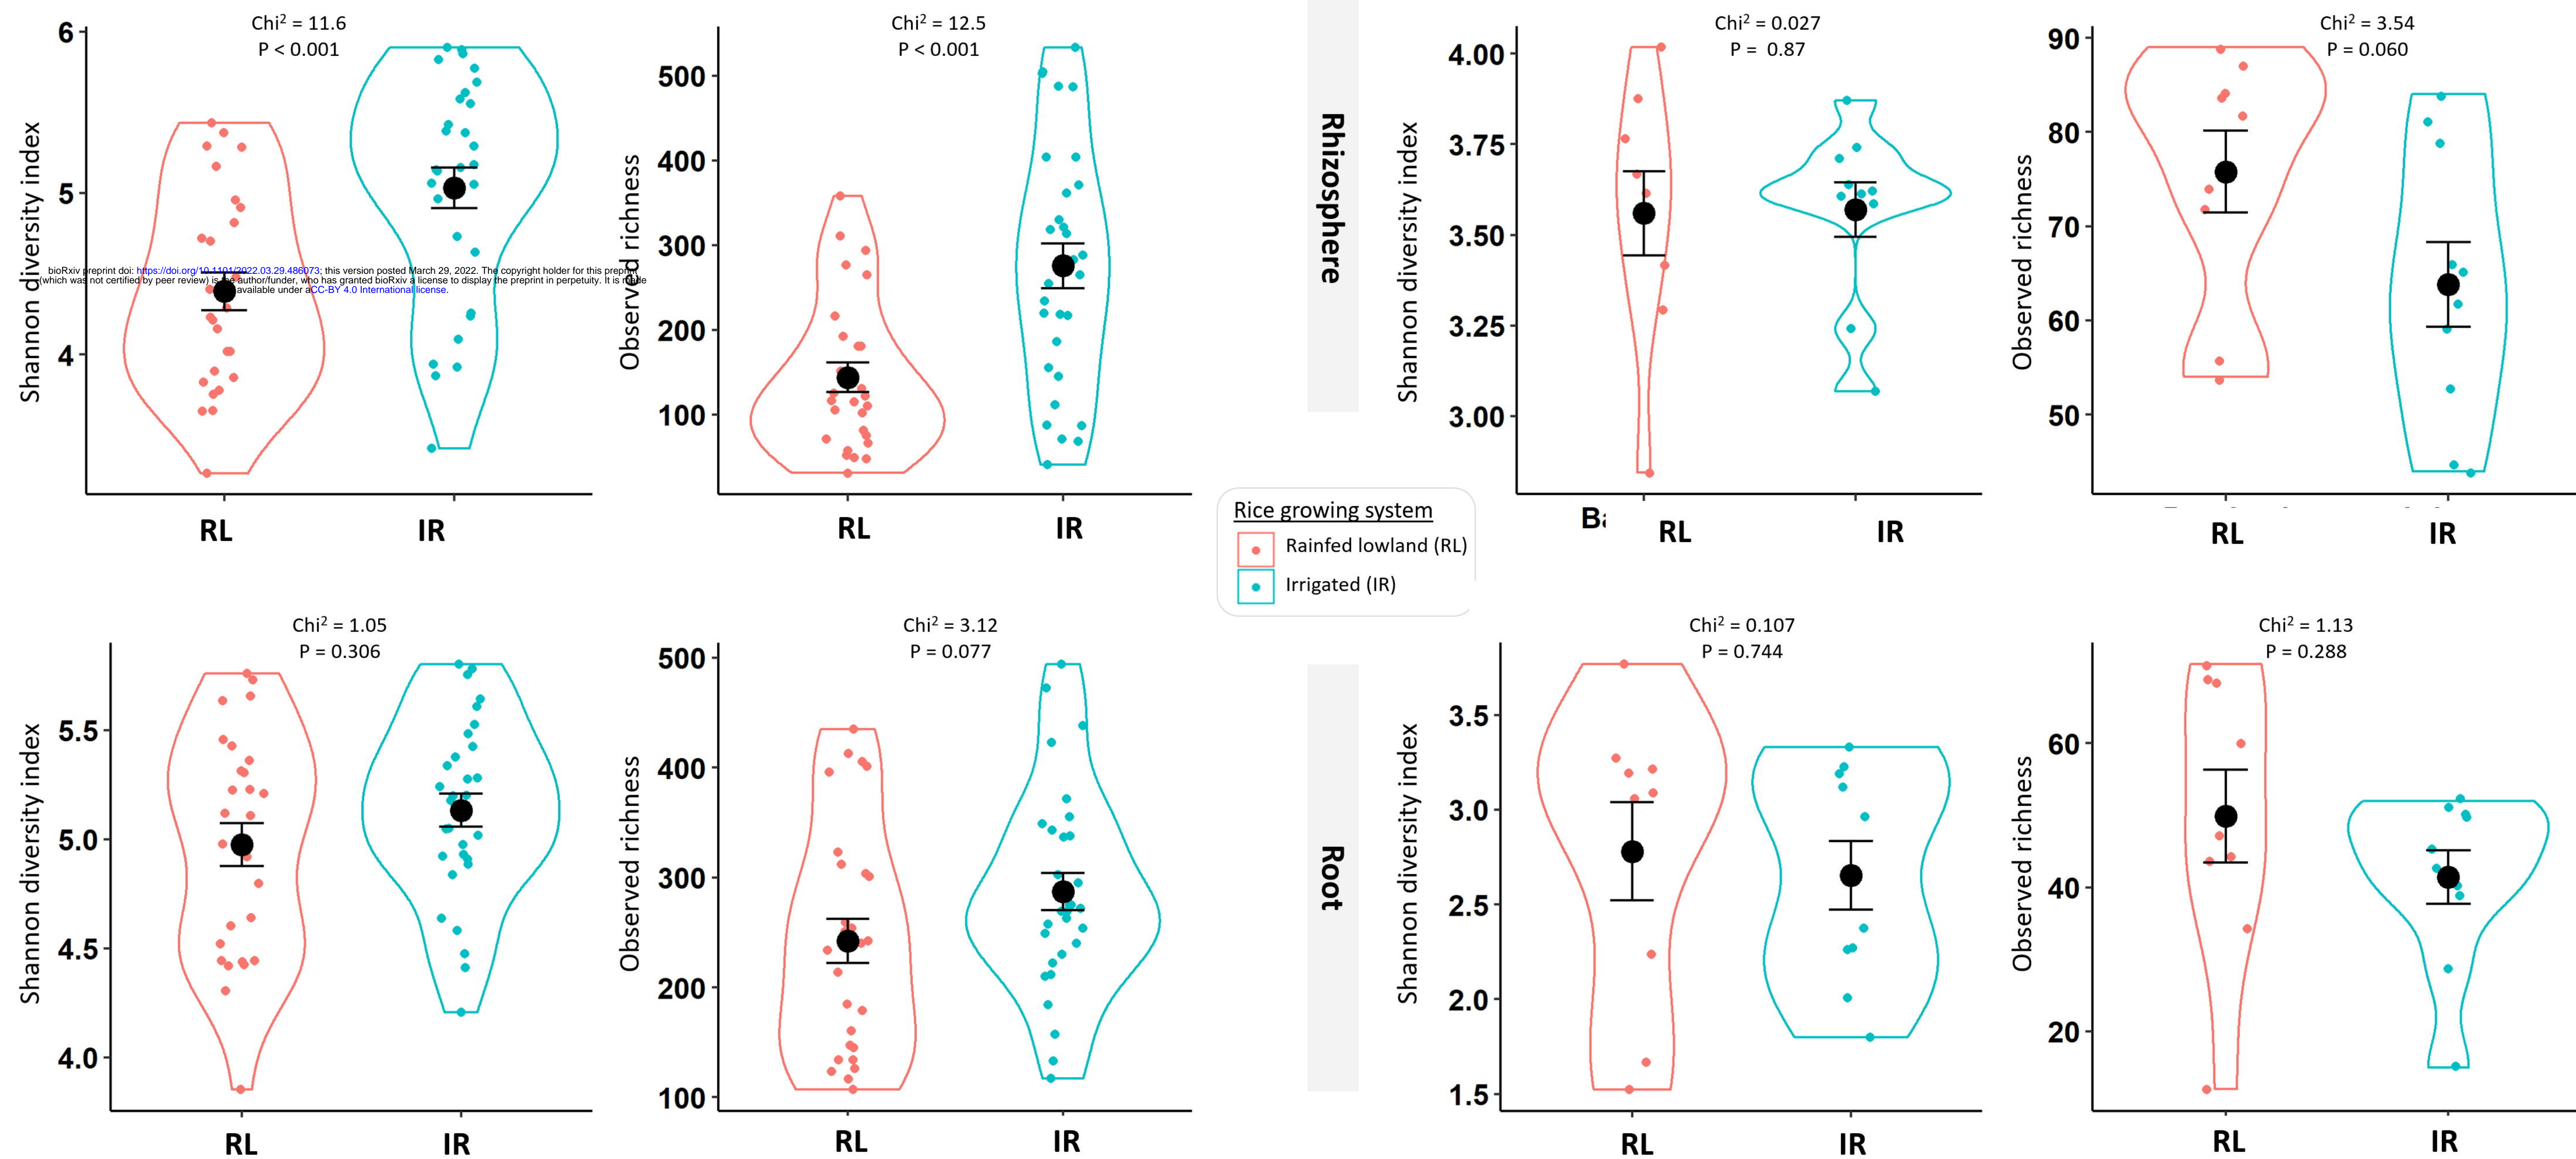 Chi² = 11.6
P < 0.001
Shannon diversity index
6
5
4
RL
IR
Chi² = 12.5
P < 0.001
Observed richness
500
400
300
200
100
RL
IR
bioRxiv preprint doi: https://doi.org/10.1101/2022.03.29.486073; this version posted March 29, 2022. The copyright holder for this preprint
(which was not certified by peer review) is the author/funder, who has granted bioRxiv a license to display the preprint in perpetuity. It is made
available under aCC-BY 4.0 International license.
Rhizosphere
Chi² = 0.027
P = 0.87
Shannon diversity index
4.00
3.75
3.50
3.25
3.00
RL
IR
Chi² = 3.54
P = 0.060
Observed richness
90
80
70
60
50
RL
IR
Rice growing system
Rainfed lowland (RL)
Irrigated (IR)
Chi² = 1.05
P = 0.306
Shannon diversity index
5.5
5.0
4.5
4.0
RL
IR
Chi² = 3.12
P = 0.077
Observed richness
500
400
300
200
100
RL
IR
Root
Chi² = 0.107
P = 0.744
Shannon diversity index
3.5
3.0
2.5
2.0
1.5
RL
IR
Chi² = 1.13
P = 0.288
Observed richness
60
40
20
RL
IR